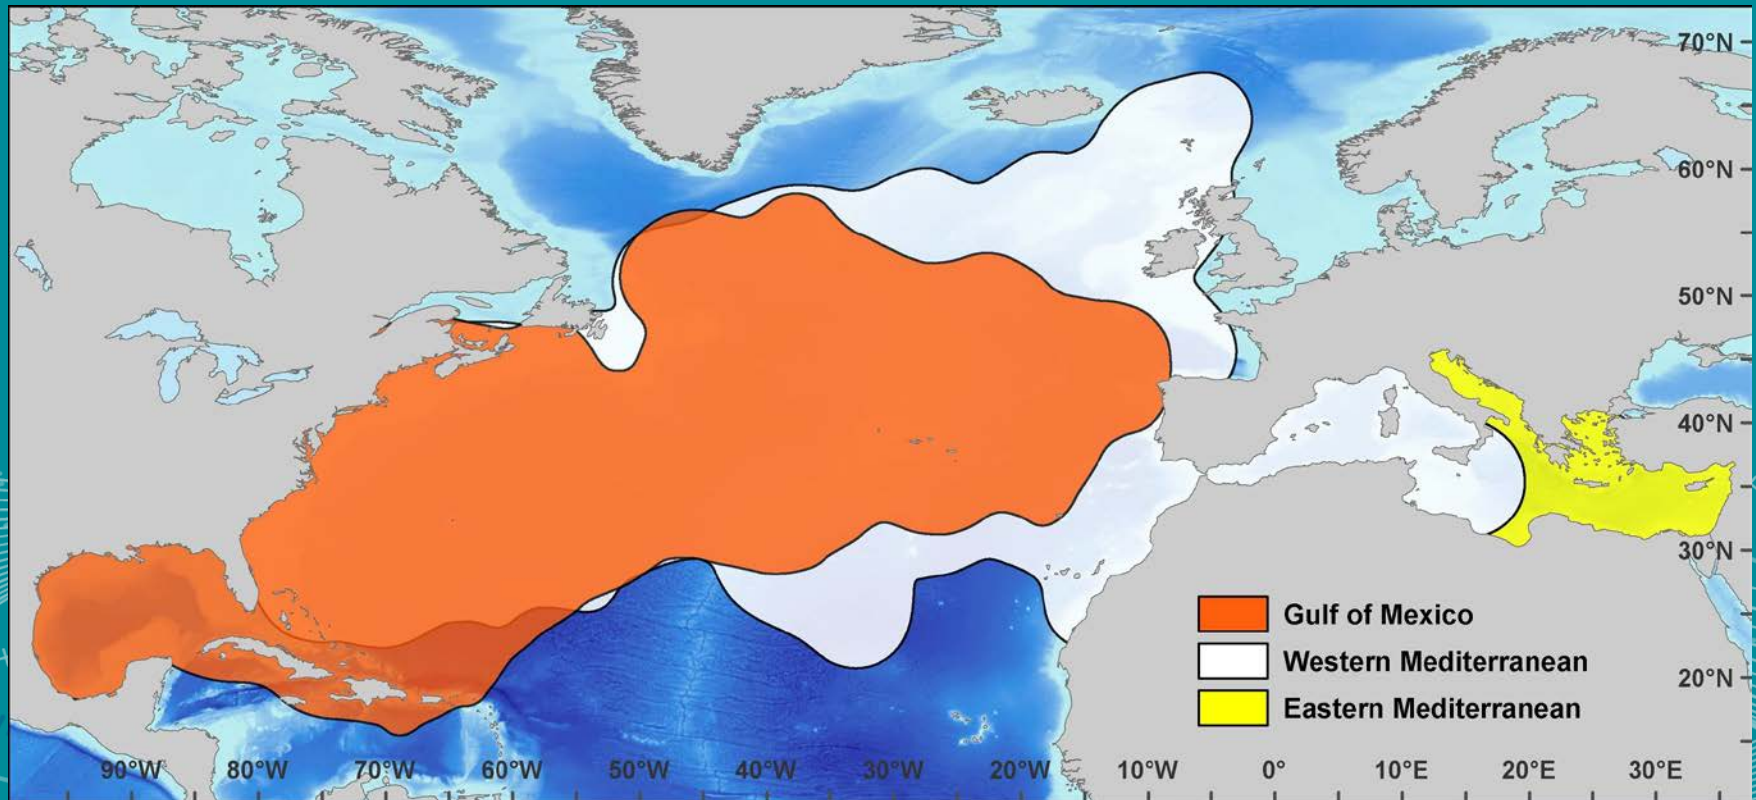 70°N
60°N
50°N
40°N
30°N
20°N
Gulf of Mexico
Western Mediterranean
Eastern Mediterranean
90°W 80°W 70°W 60°W 50°W 40°W 30°W 20°W 10°W 0° 10°E 20°E 30°E